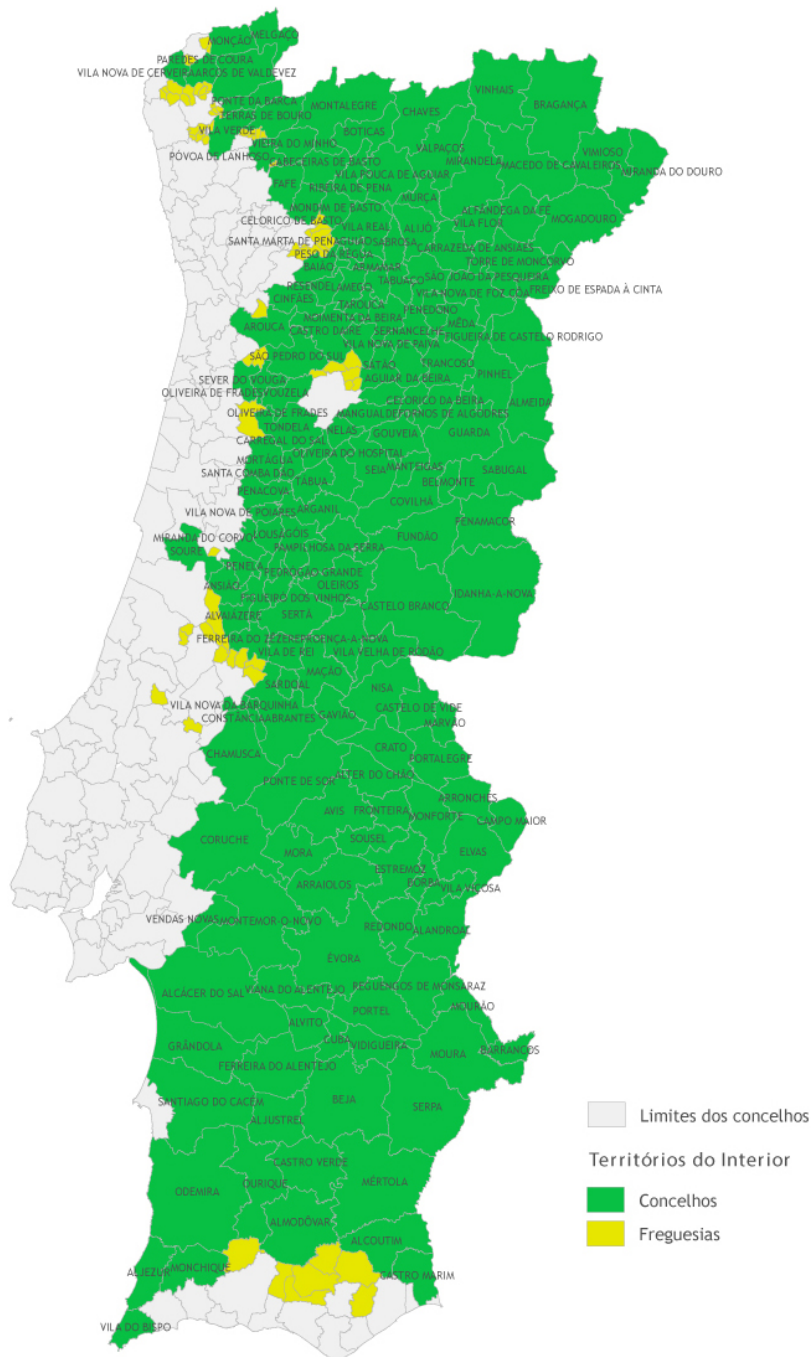 MELGAÇO
MONÇÃO
PAREDES DE COURA
VILA NOVA DE CERVEIRA
ARCOS DE VALDEVEZ
VINHAIS
PONTE DA BARCA
MONTALEGRE
BRAGANÇA
CHAVES
TERRAS DE BOURO
VILA VERDE
BOTICAS
VIEIRA DO MINHO
VALPAÇOS
VIMIOSO
PÓVOA DE LANHOSO
CABECEIRAS DE BASTO
MIRANDELA
MACEDO DE CAVALEIROS
MIRANDA DO DOURO
VILA POUCA DE AGUIAR
FAFE
RIBEIRA DE PENA
MURÇA
MONDIM DE BASTO
ALFÂNDEGA DA FÉ
MOGADOURO
CELORICO DE BASTO
VILA REAL
ALIJÓ
VILA FLOR
SANTA MARTA DE PENAGUIÃO
SABROSA
CARRAZEDA DE ANSIÃES
PESO DA RÉGUA
TORRE DE MONCORVO
BAIÃO
ARMAMAR
TABUAÇO
SÃO JOÃO DA PESQUEIRA
RESENDE
LAMEGO
VILA NOVA DE FOZ CÔA
FREIXO DE ESPADA À CINTA
CINFÃES
TAROUCA
PENEDONO
MOIMENTA DA BEIRA
MÊDA
AROUCA
CASTRO DAIRE
SERNANCELHE
FIGUEIRA DE CASTELO RODRIGO
VILA NOVA DE PAIVA
SÃO PEDRO DO SUL
SATÃO
TRANCOSO
PINHEL
SEVER DO VOUGA
AGUIAR DA BEIRA
OLIVEIRA DE FRADES
VOUZELA
CELORICO DA BEIRA
ALMEIDA
OLIVEIRA DE FRADES
MANGUALDE
FORNOS DE ALGODRES
TONDELA
NELAS
GOUVEIA
GUARDA
CARREGAL DO SAL
OLIVEIRA DO HOSPITAL
MORTÁGUA
SEIA
MANTEIGAS
SABUGAL
SANTA COMBA DÃO
TÁBUA
BELMONTE
PENACOVA
COVILHÃ
VILA NOVA DE POIARES
ARGANIL
PENAMACOR
MIRANDA DO CORVO
LOUSÃ
GÓIS
FUNDÃO
SOURE
PAMPILHOSA DA SERRA
PENELA
PEDRÓGÃO GRANDE
ANSIÃO
OLEIROS
IDANHA-A-NOVA
FIGUEIRO DOS VINHOS
CASTELO BRANCO
ALVAIÁZERE
SERTÃ
FERREIRA DO ZÊZERE
PROENÇA-A-NOVA
VILA DE REI
VILA VELHA DE RÓDÃO
MAÇÃO
SARDOAL
NISA
VILA NOVA DA BARQUINHA
CASTELO DE VIDE
CONSTÂNCIA
ABRANTES
GAVIÃO
MARVÃO
CHAMUSCA
CRATO
PORTALEGRE
PONTE DE SOR
ALTER DO CHÃO
ARRONCHES
AVIS
FRONTEIRA
MONFORTE
CAMPO MAIOR
CORUCHE
SOUSEL
MORA
ELVAS
ESTREMOZ
ARRAIOLOS
BORBA
VILA VIÇOSA
VENDAS NOVAS
MONTEMOR-O-NOVO
REDONDO
ALANDROAL
ÉVORA
ALCÁCER DO SAL
VIANA DO ALENTEJO
REGUENGOS DE MONSARAZ
PORTEL
MOURÃO
ALVITO
GRÂNDOLA
CUBA
VIDIGUEIRA
MOURA
BARRANCOS
FERREIRA DO ALENTEJO
SANTIAGO DO CACÉM
BEJA
SERPA
ALJUSTREL
Limites dos concelhos
Territórios do Interior
CASTRO VERDE
OURIQUE
MÉRTOLA
ODEMIRA
Concelhos
ALMODÔVAR
Freguesias
ALCOUTIM
ALJEZUR
MONCHIQUE
CASTRO MARIM
VILA DO BISPO